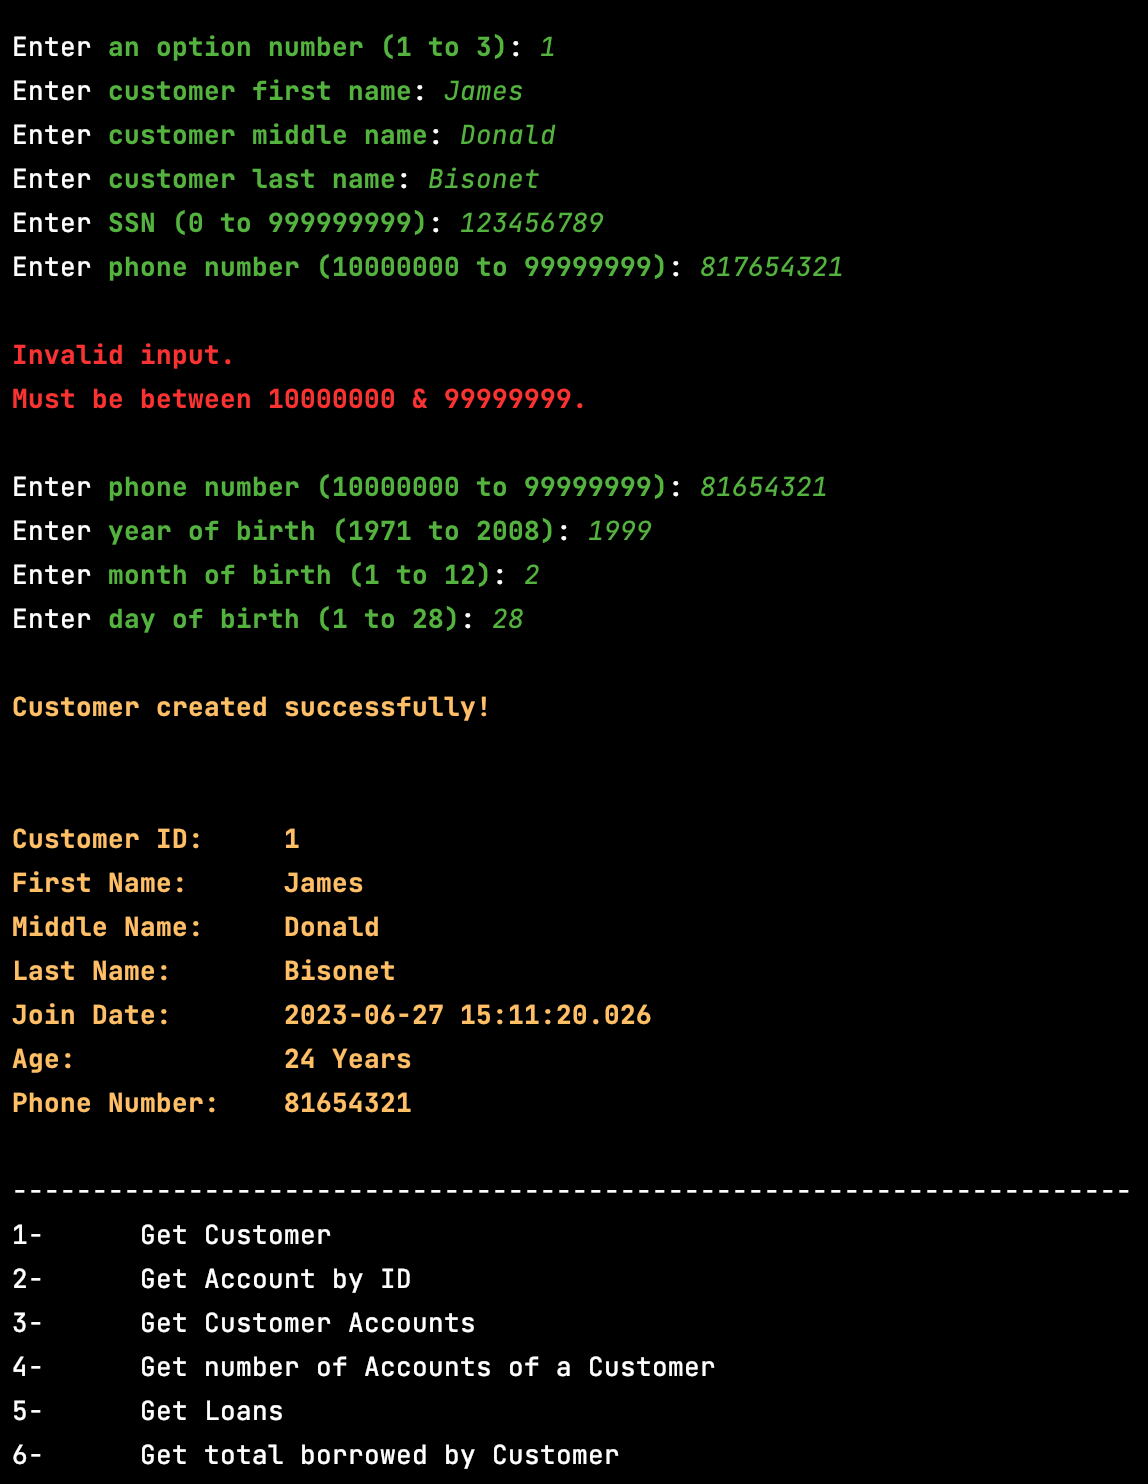 Enter an option number (1 to 3): 1
Enter customer first name: James
Enter customer middle name: Donald
Enter customer last name: Bisonet
Enter SSN (0 to 999999999): 123456789
Enter phone number (10000000 to 99999999): 817654321
Invalid input.
Must be between 10000000 & 99999999.
Enter phone number (10000000 to 99999999): 81654321
Enter year of birth (1971 to 2008): 1999
Enter month of birth (1 to 12): 2
Enter day of birth (1 to 28): 28
Customer created successfully!
Customer ID: 1
First Name: James
Middle Name: Donald
Last Name: Bisonet
Join Date: 2023-06-27 15:11:20.026
Age: 24 Years
Phone Number: 81654321
----------------------------------------------------------------------
1- Get Customer
2- Get Account by ID
3- Get Customer Accounts
4- Get number of Accounts of a Customer
5- Get Loans
6- Get total borrowed by Customer